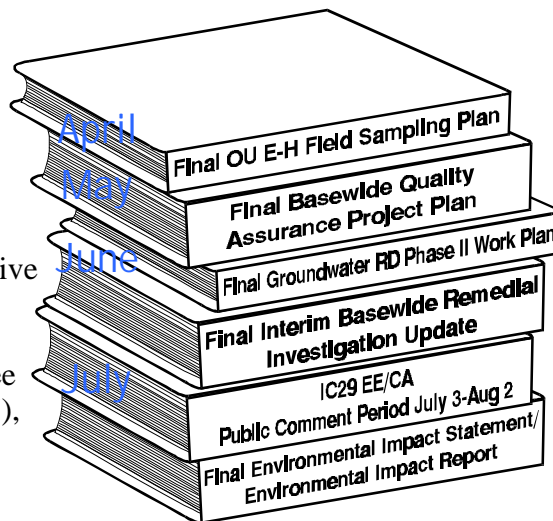 April
Final OU E-H Field Sampling Plan
May
Final Basewide Quality
Assurance Project Plan
Final Groundwater RD Phase II Work Plan
ive
June
Final Interim Basewide Remedial
Investigation Update
ee
),
July
IC29 EE/CA
Public Comment Period July 3-Aug 2
Final Environmental Impact Statement/
Environmental Impact Report